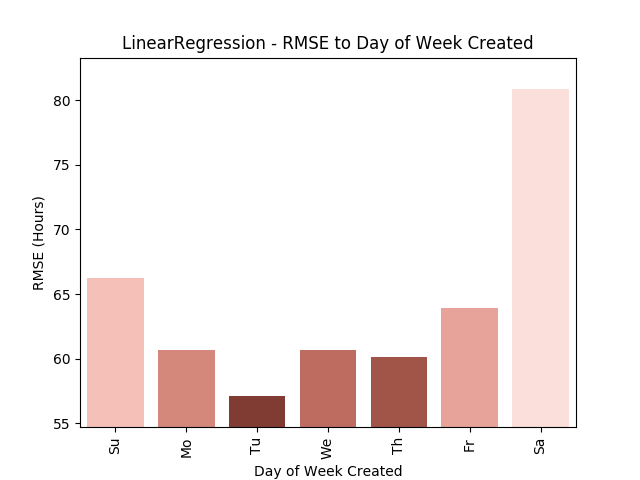 LinearRegression - RMSE to Day of Week Created
80
75
70
65
60
55
RMSE (Hours)
Su
Mo
Tu
We
Th
Fr
Sa
Day of Week Created